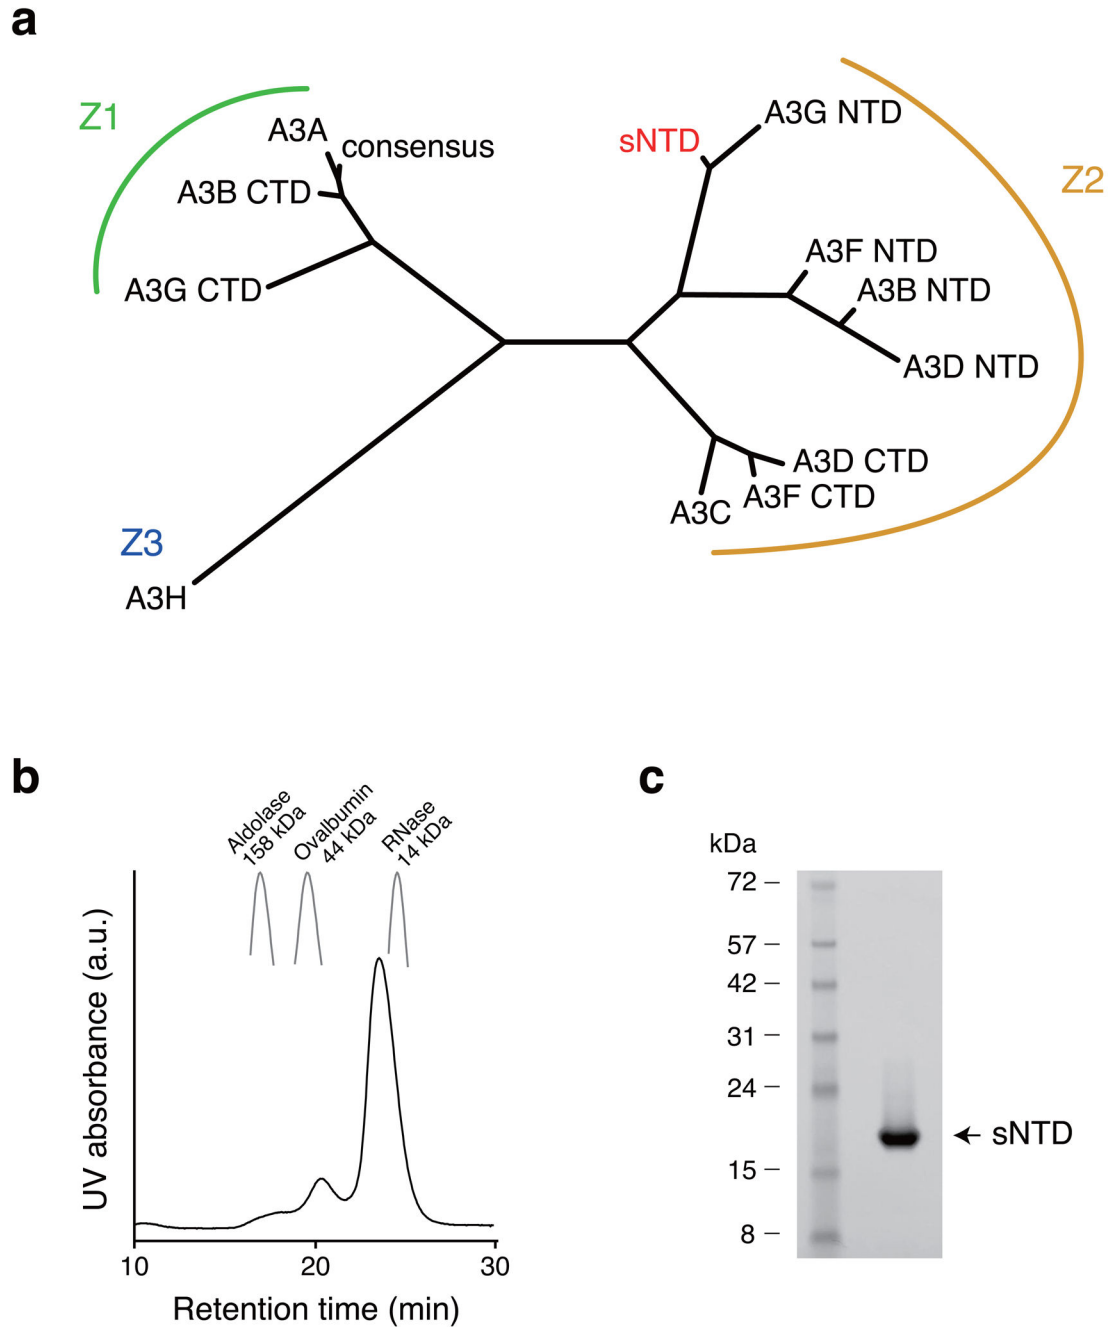 a
Z1
A3A
consensus
A3B CTD
A3G CTD
sNTD
A3G NTD
Z2
A3F NTD
A3B NTD
A3D NTD
A3D CTD
A3F CTD
A3C
Z3
A3H
b
Aldolase
158 kDa
Ovalbumin
44 kDa
RNase
14 kDa
UV absorbance (a.u.)
10
20
30
Retention time (min)
c
kDa
72
57
42
31
24
15
8
sNTD